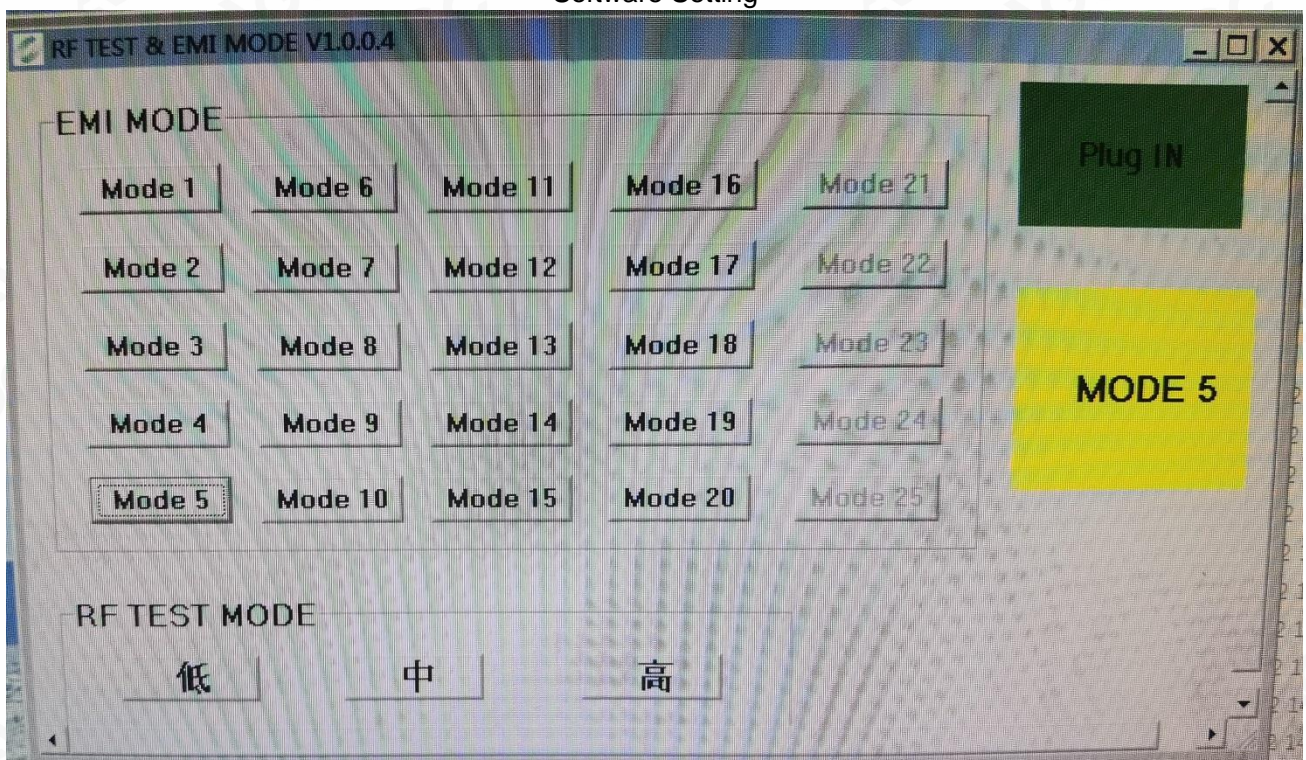 Software Setting
RF TEST & EMI MODE V1.0.0.4
EMI MODE
Mode 1 Mode 6 Mode 11 Mode 16 Mode 21
Mode 2 Mode 7 Mode 12 Mode 17 Mode 22
Mode 3 Mode 8 Mode 13 Mode 18 Mode 23
Mode 4 Mode 9 Mode 14 Mode 19 Mode 24
Mode 5 Mode 10 Mode 15 Mode 20 Mode 25
Plug IN
MODE 5
RF TEST MODE
低 中 高